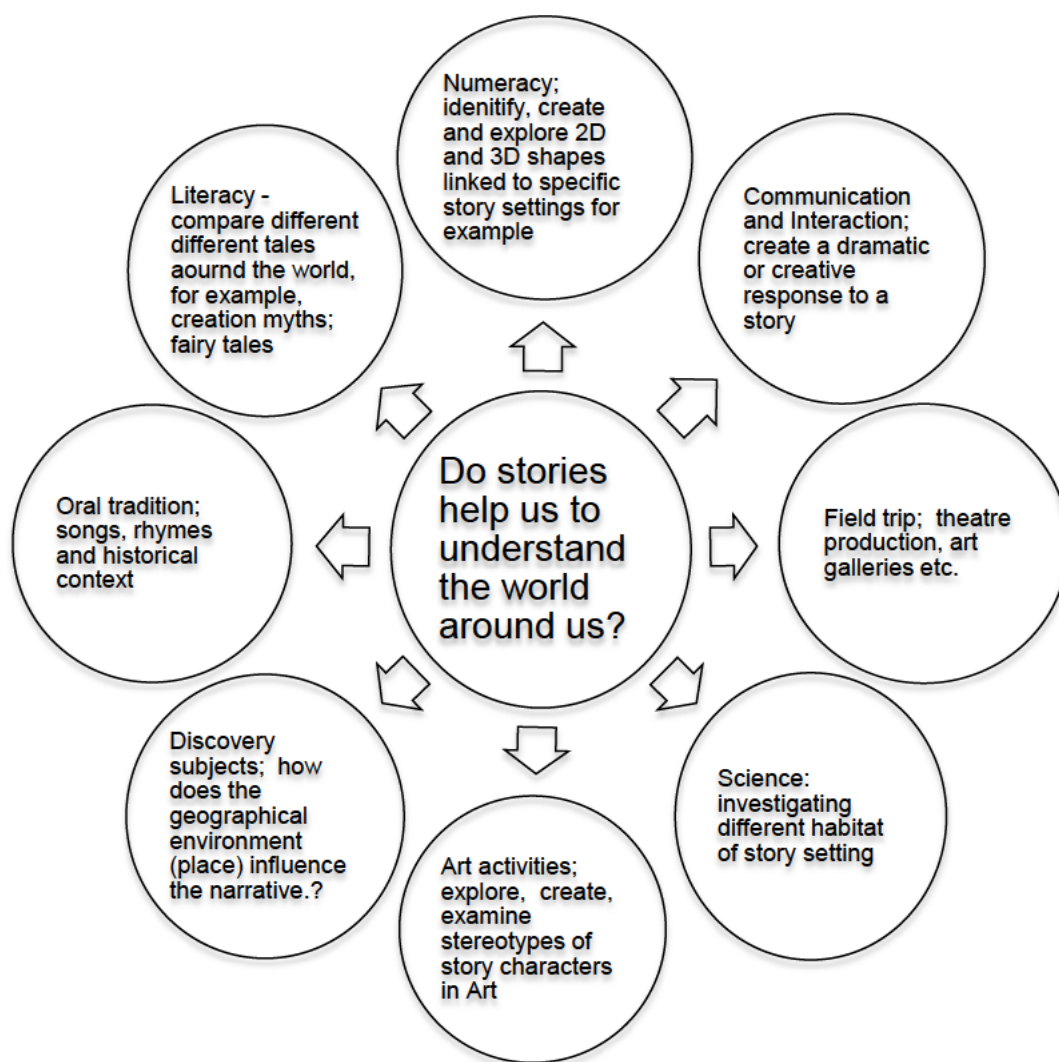 Numeracy;
idenitify, create
and explore 2D
and 3D shapes
linked to specific
story settings for
example
Communication
and Interaction;
create a dramatic
or creative
response to a
story
Field trip;  theatre
production, art
galleries etc.
Science:
investigating
different habitat
of story setting
Art activities;
explore,  create,
examine
stereotypes of
story characters
in Art
Discovery
subjects;  how
does the
geographical
environment
(place) influence
the narrative.?
Oral tradition;
songs, rhymes
and historical
context
Literacy -
compare different
different tales
aournd the world,
for example,
creation myths;
fairy tales
Do stories
help us to
understand
the world
around us?